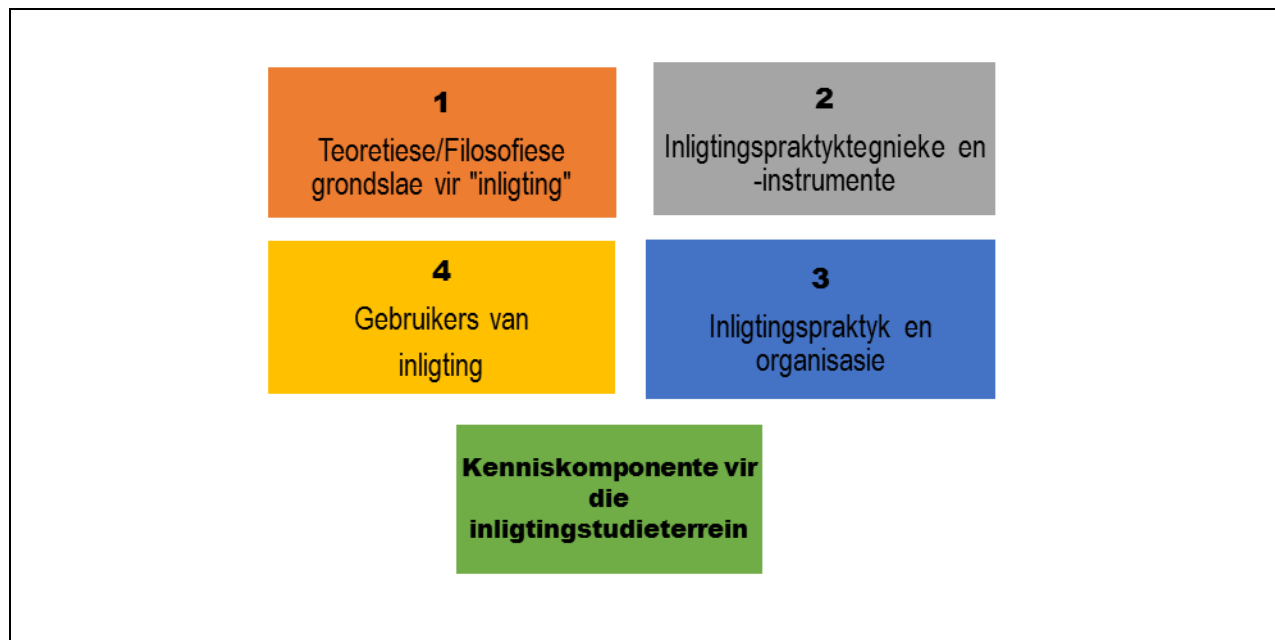 1
Teoretiese/Filosofiese
grondslae vir "inligting"
2
Inligtingspraktyktegnieke en
-instrumente
4
Gebruikers van
inligting
3
Inligtingspraktyk en
organisasie
Kenniskomponente vir
die
inligtingstudieterrein